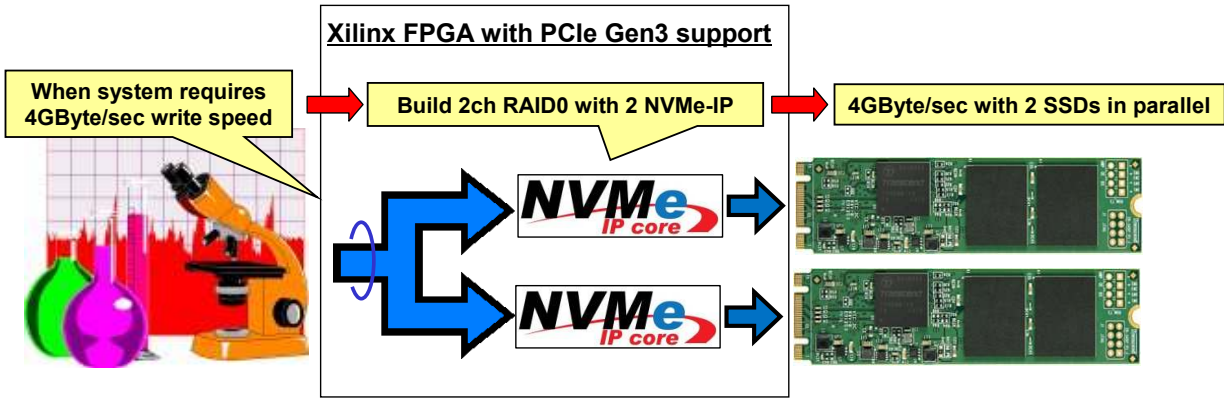 Xilinx FPGA with PCIe Gen3 support
When system requires
4GByte/sec write speed
Build 2ch RAID0 with 2 NVMe-IP
4GByte/sec with 2 SSDs in parallel
NVMe
IP core
NVMe
IP core